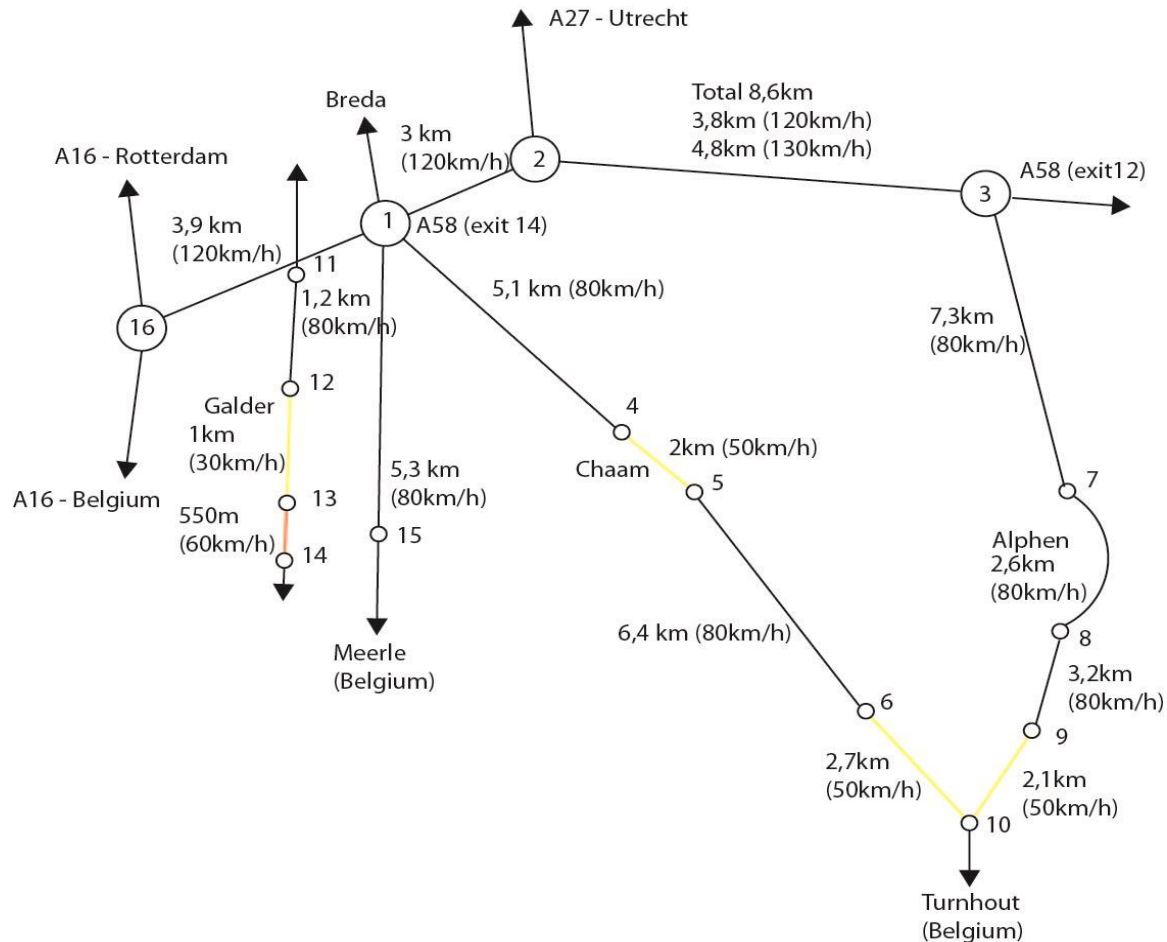 A27 - Utrecht
Total 8,6km
3,8km (120km/h)
4,8km (130km/h)
Breda
3 km
(120km/h)
2
A16 - Rotterdam
A58 (exit12)
3
3,9 km
(120km/h)
1
A58 (exit 14)
11
1,2 km
(80km/h)
5,1 km (80km/h)
7,3km
(80km/h)
16
12
Galder
1km
(30km/h)
4
2km (50km/h)
Chaam
5
5,3 km
(80km/h)
A16 - Belgium
13
7
550m
(60km/h)
14
15
Alphen
2,6km
(80km/h)
6,4 km (80km/h)
8
Meerle
(Belgium)
3,2km
(80km/h)
6
9
2,7km
(50km/h)
2,1km
(50km/h)
10
Turnhout
(Belgium)